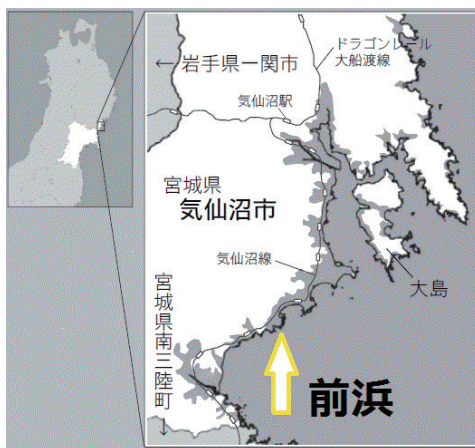 ドラゴンレール
大船渡線
岩手県一関市
←
気仙沼駅
宮城県
気仙沼市
気仙沼線
大島
宮城県南三陸町
↓
前浜